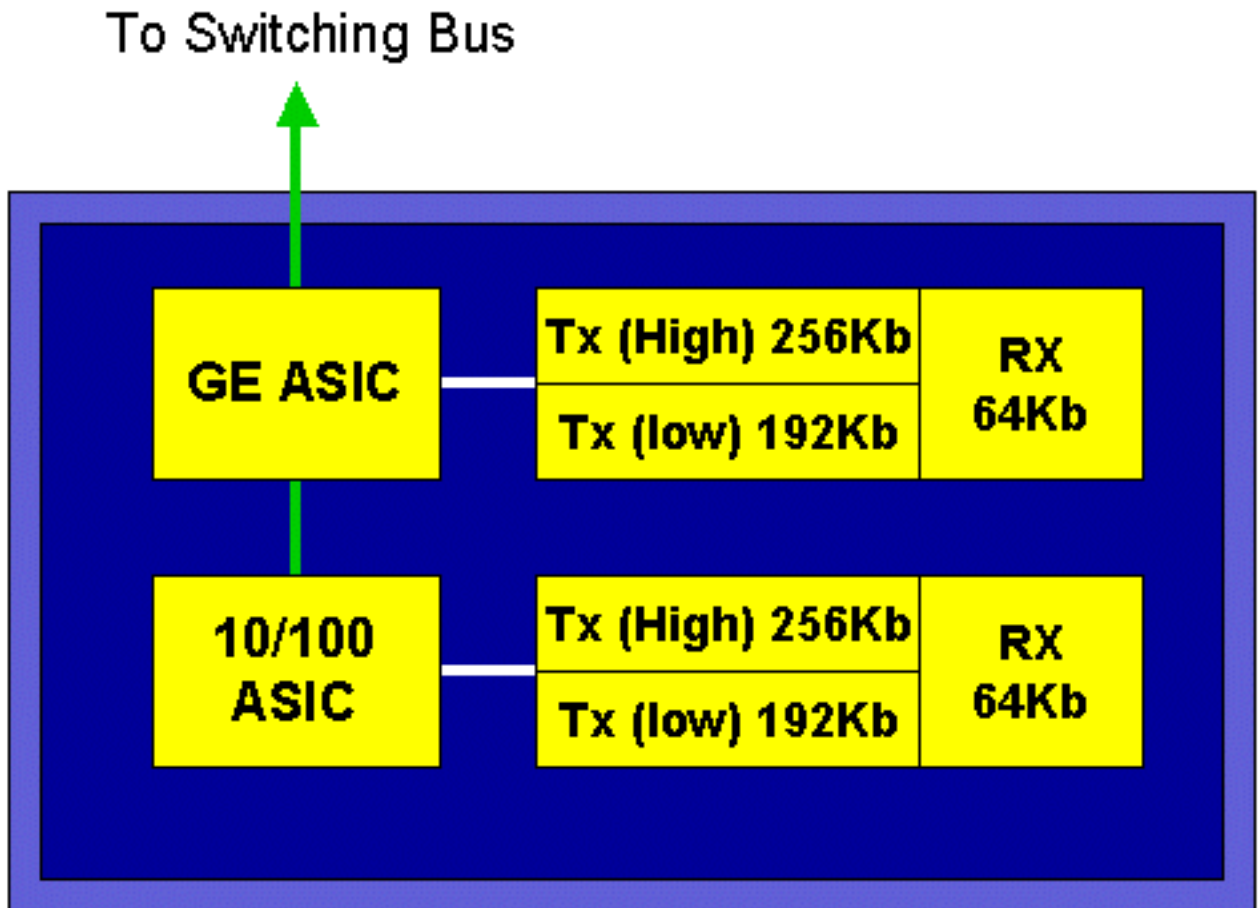 To Switching Bus
GE ASIC
Tx (High) 256Kb
Tx (low) 192Kb
RX
64Kb
10/100
ASIC
Tx (High) 256Kb
Tx (low) 192Kb
RX
64Kb